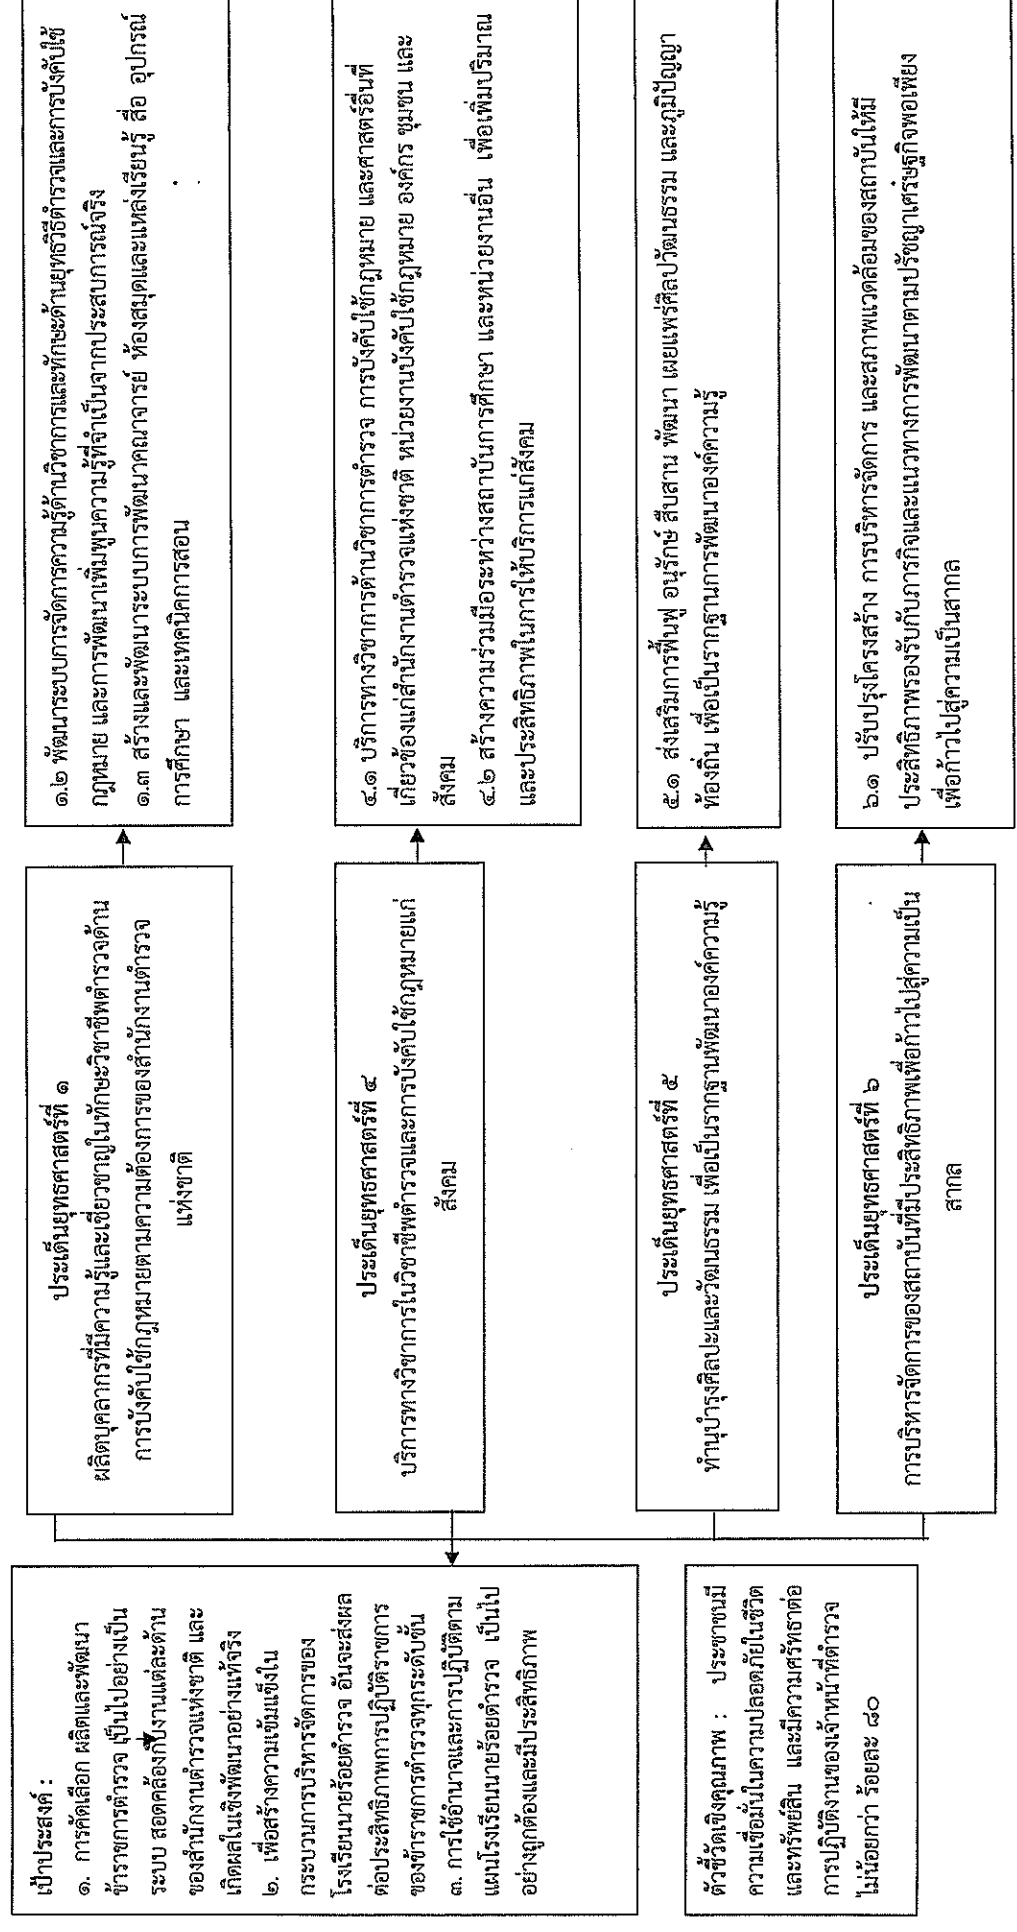 เป้าประสงค์ :
๑. การคัดเลือก ผลิตและพัฒนา
ข้าราชการตำรวจ เป็นไปอย่างเป็น
ระบบ สอดคล้องกับงานแต่ละด้าน
ของสำนักงานตำรวจแห่งชาติ และ
เกิดผลในเชิงพัฒนาอย่างแท้จริง
๒. เพื่อสร้างความเข้มแข็งใน
กระบวนการบริหารจัดการของ
โรงเรียนนายร้อยตำรวจ อันจะส่งผล
ต่อประสิทธิภาพการปฏิบัติราชการ
ของข้าราชการตำรวจทุกระดับชั้น
๓. การใช้อำนาจและการปฏิบัติตาม
แผนโรงเรียนนายร้อยตำรวจ เป็นไป
อย่างถูกต้องและมีประสิทธิภาพ
ตัวชี้วัดเชิงคุณภาพ : ประชาชนมี
ความเชื่อมั่นในความปลอดภัยในชีวิต
และทรัพย์สิน และมีความศรัทธาต่อ
การปฏิบัติงานของเจ้าหน้าที่ตำรวจ
ไม่น้อยกว่า ร้อยละ ๘๐
ประเด็นยุทธศาสตร์ที่ ๑
ผลิตบุคลากรที่มีความรู้และเชี่ยวชาญในทักษะวิชาชีพตำรวจด้าน
การบังคับใช้กฎหมายตามความต้องการของสำนักงานตำรวจ
แห่งชาติ
๑.๒ พัฒนาระบบการจัดการความรู้ด้านวิชาการและทักษะด้านยุทธวิธีตำรวจและการบังคับใช้
กฎหมาย และการพัฒนาเพิ่มพูนความรู้ที่จำเป็นจากประสบการณ์จริง
๑.๓ สร้างและพัฒนาระบบการพัฒนาคณาจารย์ ห้องสมุดและแหล่งเรียนรู้ สื่อ อุปกรณ์
การศึกษา และเทคนิคการสอน
ประเด็นยุทธศาสตร์ที่ ๔
บริการทางวิชาการในวิชาชีพตำรวจและการบังคับใช้กฎหมายแก่
สังคม
๔.๑ บริการทางวิชาการด้านวิชาการตำรวจ การบังคับใช้กฎหมาย และศาสตร์อื่นที่
เกี่ยวข้องแก่สำนักงานตำรวจแห่งชาติ หน่วยงานบังคับใช้กฎหมาย องค์กร ชุมชน และ
สังคม
๔.๒ สร้างความร่วมมือระหว่างสถาบันการศึกษา และหน่วยงานอื่น เพื่อเพิ่มปริมาณ
และประสิทธิภาพในการให้บริการแก่สังคม
ประเด็นยุทธศาสตร์ที่ ๕
ทำนุบำรุงศิลปะและวัฒนธรรม เพื่อเป็นรากฐานพัฒนาองค์ความรู้
๕.๑ ส่งเสริมการฟื้นฟู อนุรักษ์ สืบสาน พัฒนา เผยแพร่ศิลปวัฒนธรรม และภูมิปัญญา
ท้องถิ่น เพื่อเป็นรากฐานการพัฒนาองค์ความรู้
ประเด็นยุทธศาสตร์ที่ ๖
การบริหารจัดการของสถาบันที่มีประสิทธิภาพเพื่อก้าวไปสู่ความเป็น
สากล
๖.๑ ปรับปรุงโครงสร้าง การบริหารจัดการ และสภาพแวดล้อมของสถาบันให้มี
ประสิทธิภาพรองรับกับภารกิจและแนวทางการพัฒนาตามปรัชญาเศรษฐกิจพอเพียง
เพื่อก้าวไปสู่ความเป็นสากล